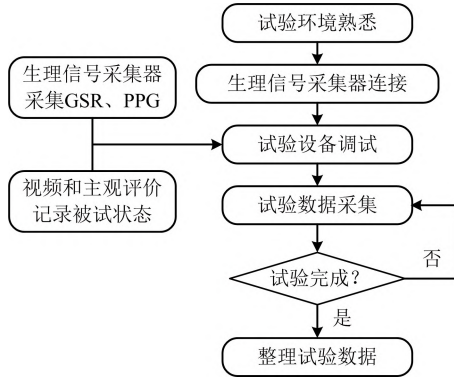 试验环境熟悉
生理信号采集器连接
生理信号采集器
采集GSR、PPG
试验设备调试
视频和主观评价
记录被试状态
试验数据采集
试验完成？
否
是
整理试验数据